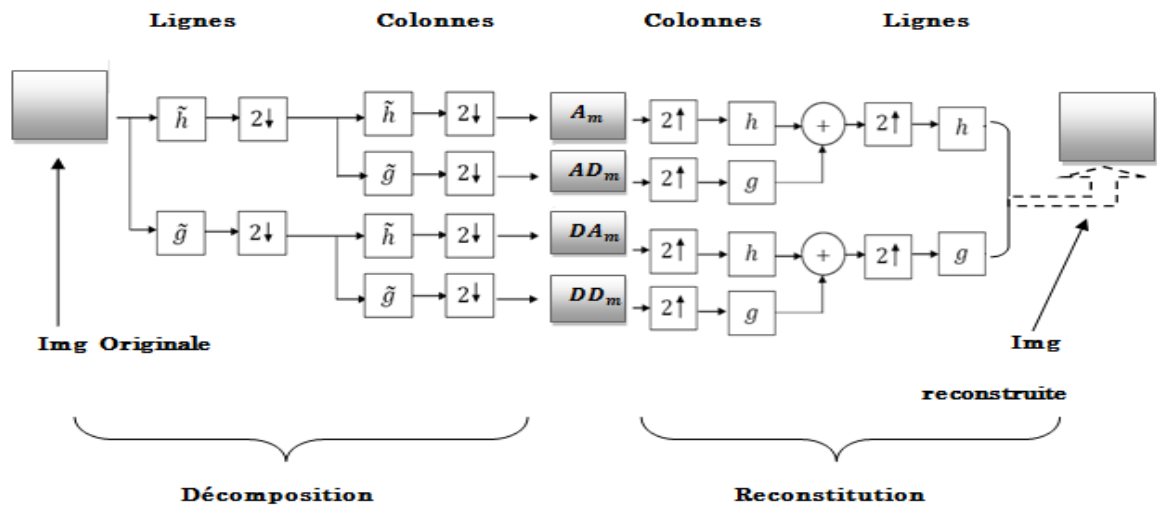 Lignes Colonnes Colonnes Lignes
h̃ 2↓ h̃ 2↓ A_m 2↑ h + 2↑ h
g̃ 2↓ AD_m 2↑ g
g̃ 2↓ h̃ 2↓ DA_m 2↑ h + 2↑ g
g̃ 2↓ DD_m 2↑ g
Img Originale
Img
reconstruite
Décomposition Reconstitution